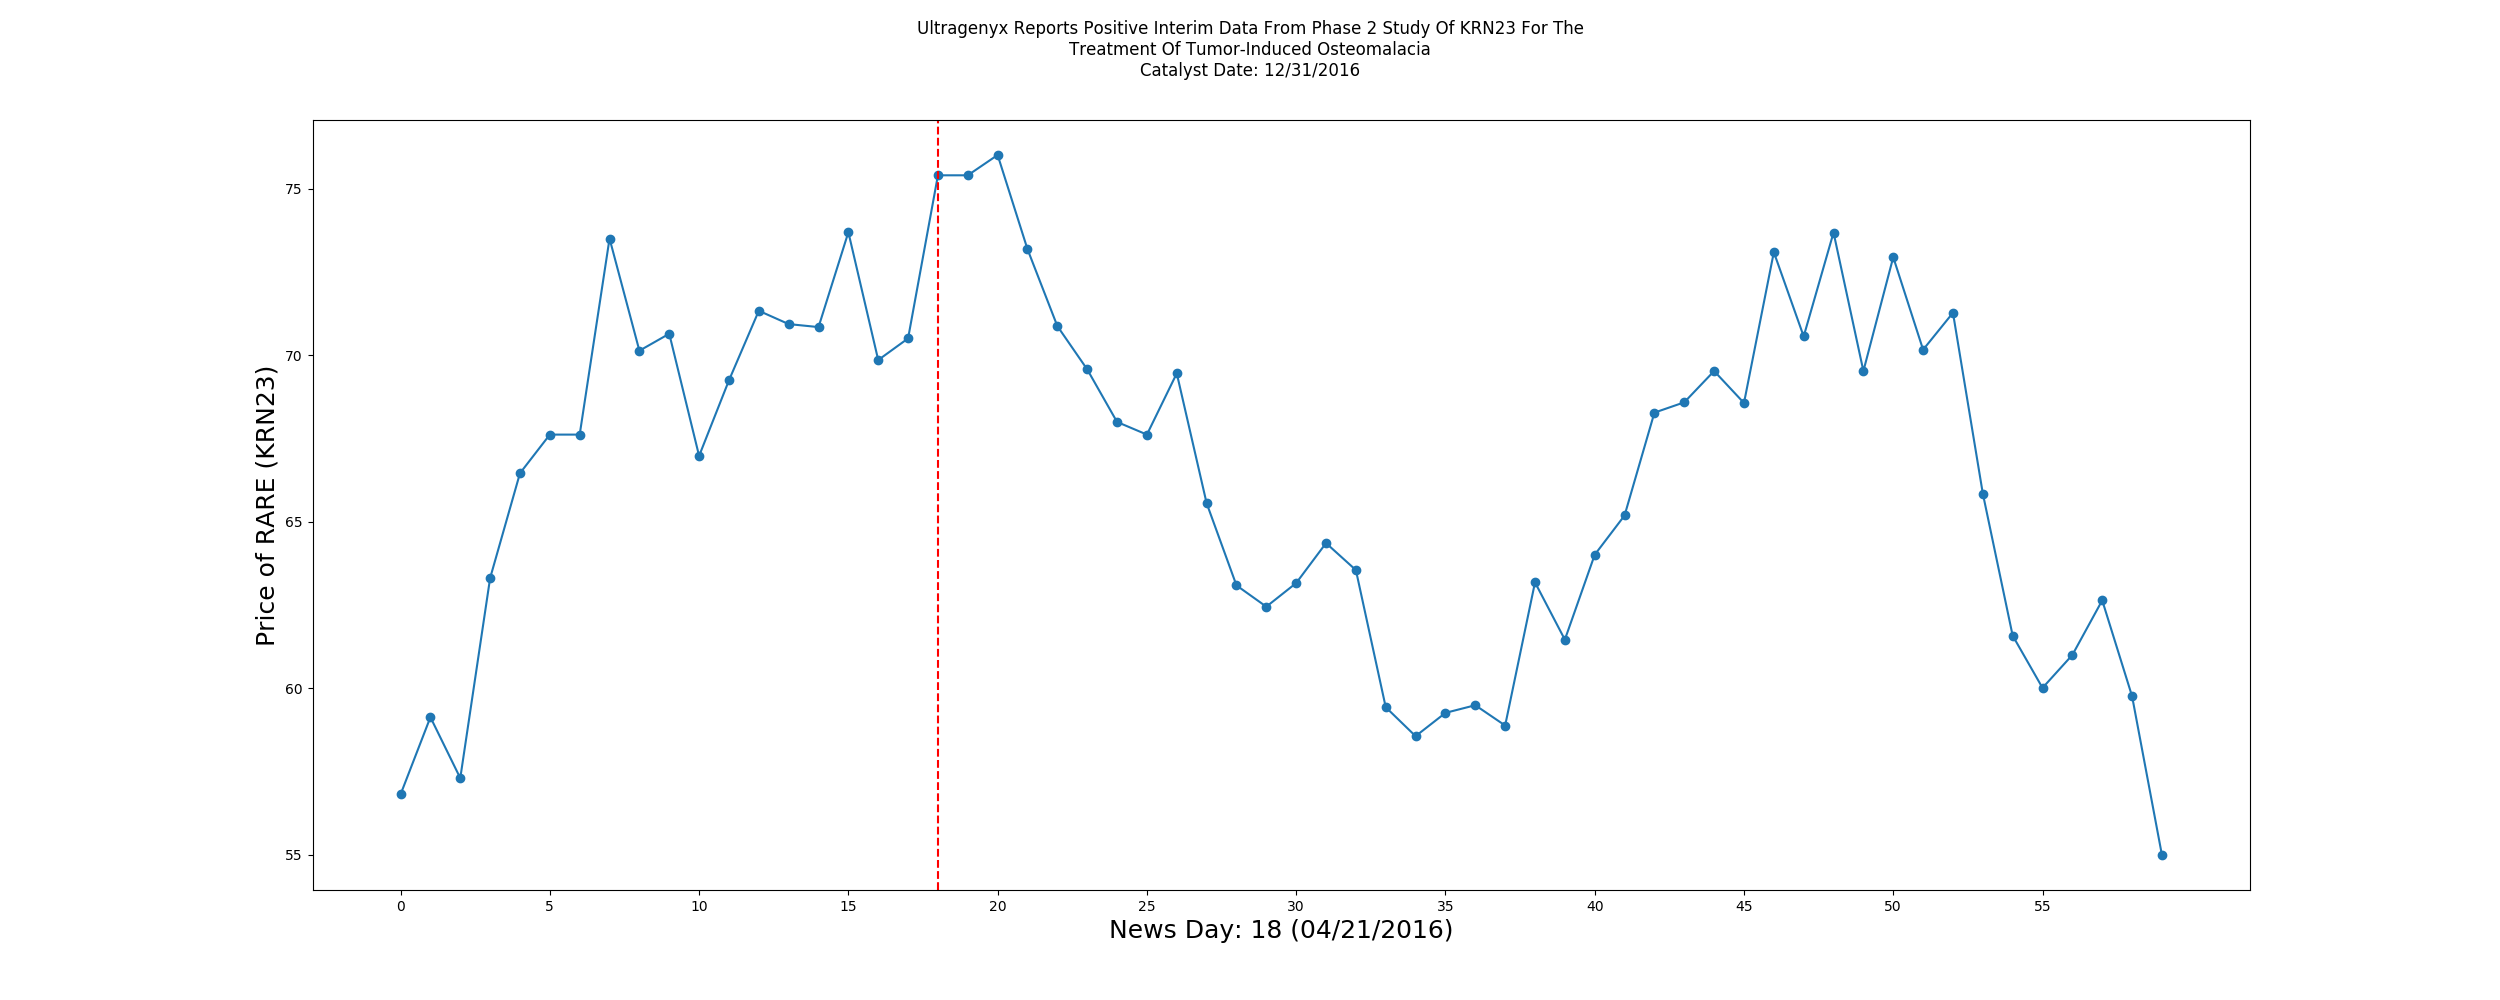 Ultragenyx Reports Positive Interim Data From Phase 2 Study Of KRN23 For The
Treatment Of Tumor-Induced Osteomalacia
Catalyst Date: 12/31/2016
Price of RARE (KRN23)
75
70
65
60
55
0 5 10 15 20 25 30 35 40 45 50 55
News Day: 18 (04/21/2016)